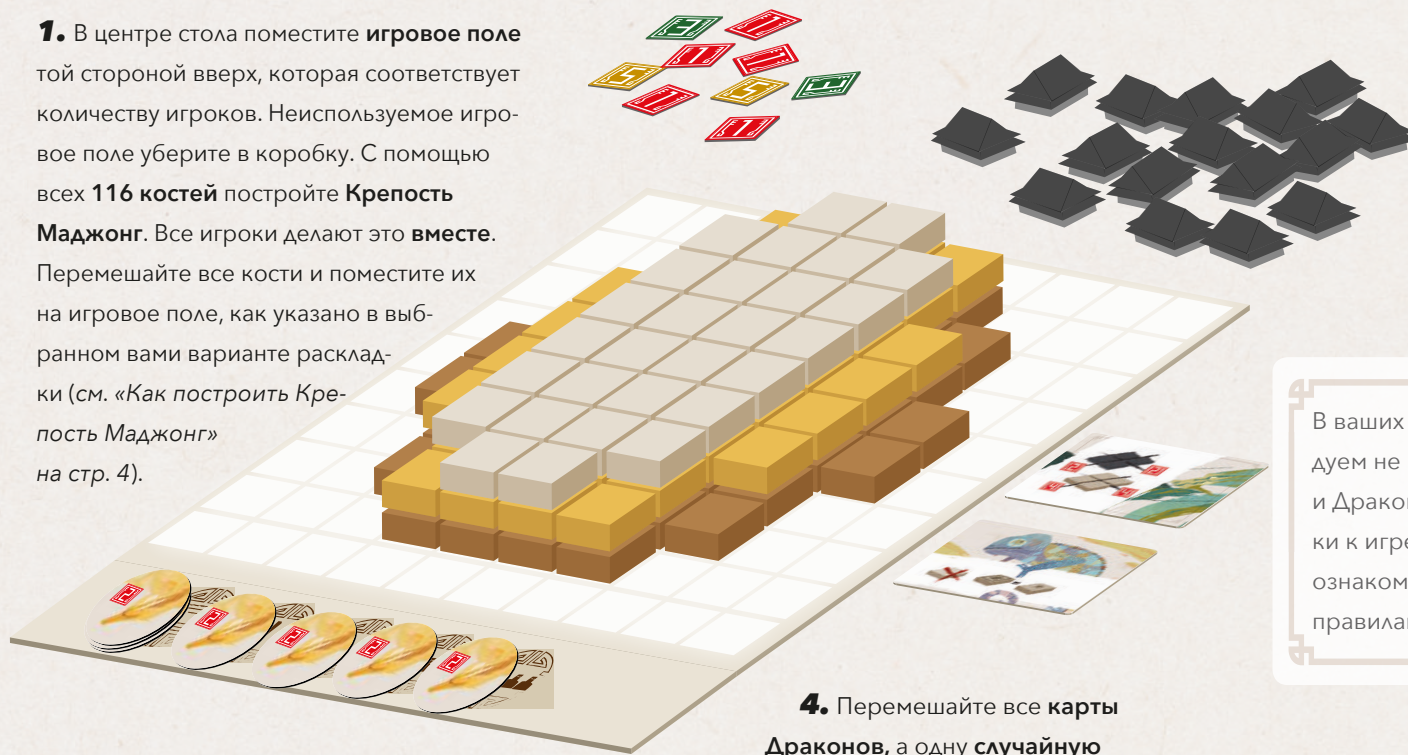 1. В центре стола поместите игровое поле
той стороной вверх, которая соответствует
количеству игроков. Неиспользуемое игро-
вое поле уберите в коробку. С помощью
всех 116 костей постройте Крепость
Маджонг. Все игроки делают это вместе.
Перемешайте все кости и поместите их
на игровое поле, как указано в выб-
ранном вами варианте расклад-
ки (см. «Как построить Кре-
пость Маджонг»
на стр. 4).
В ваших
дуем не
и Драко
ки к игре
ознаком
правила
4. Перемешайте все карты
Драконов, а одну случайную